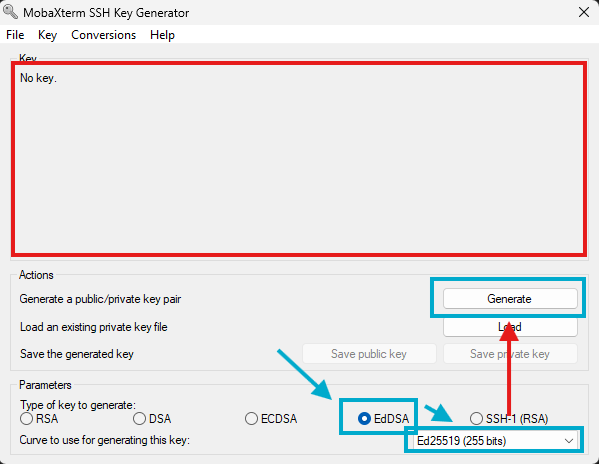 MobaXterm SSH Key Generator
File Key Conversions Help
Key
No key.
Actions
Generate a public/private key pair Generate
Load an existing private key file Load
Save the generated key Save public key Save private key
Parameters
Type of key to generate:
RSA DSA ECDSA EdDSA SSH-1 (RSA)
Curve to use for generating this key: Ed25519 (255 bits)